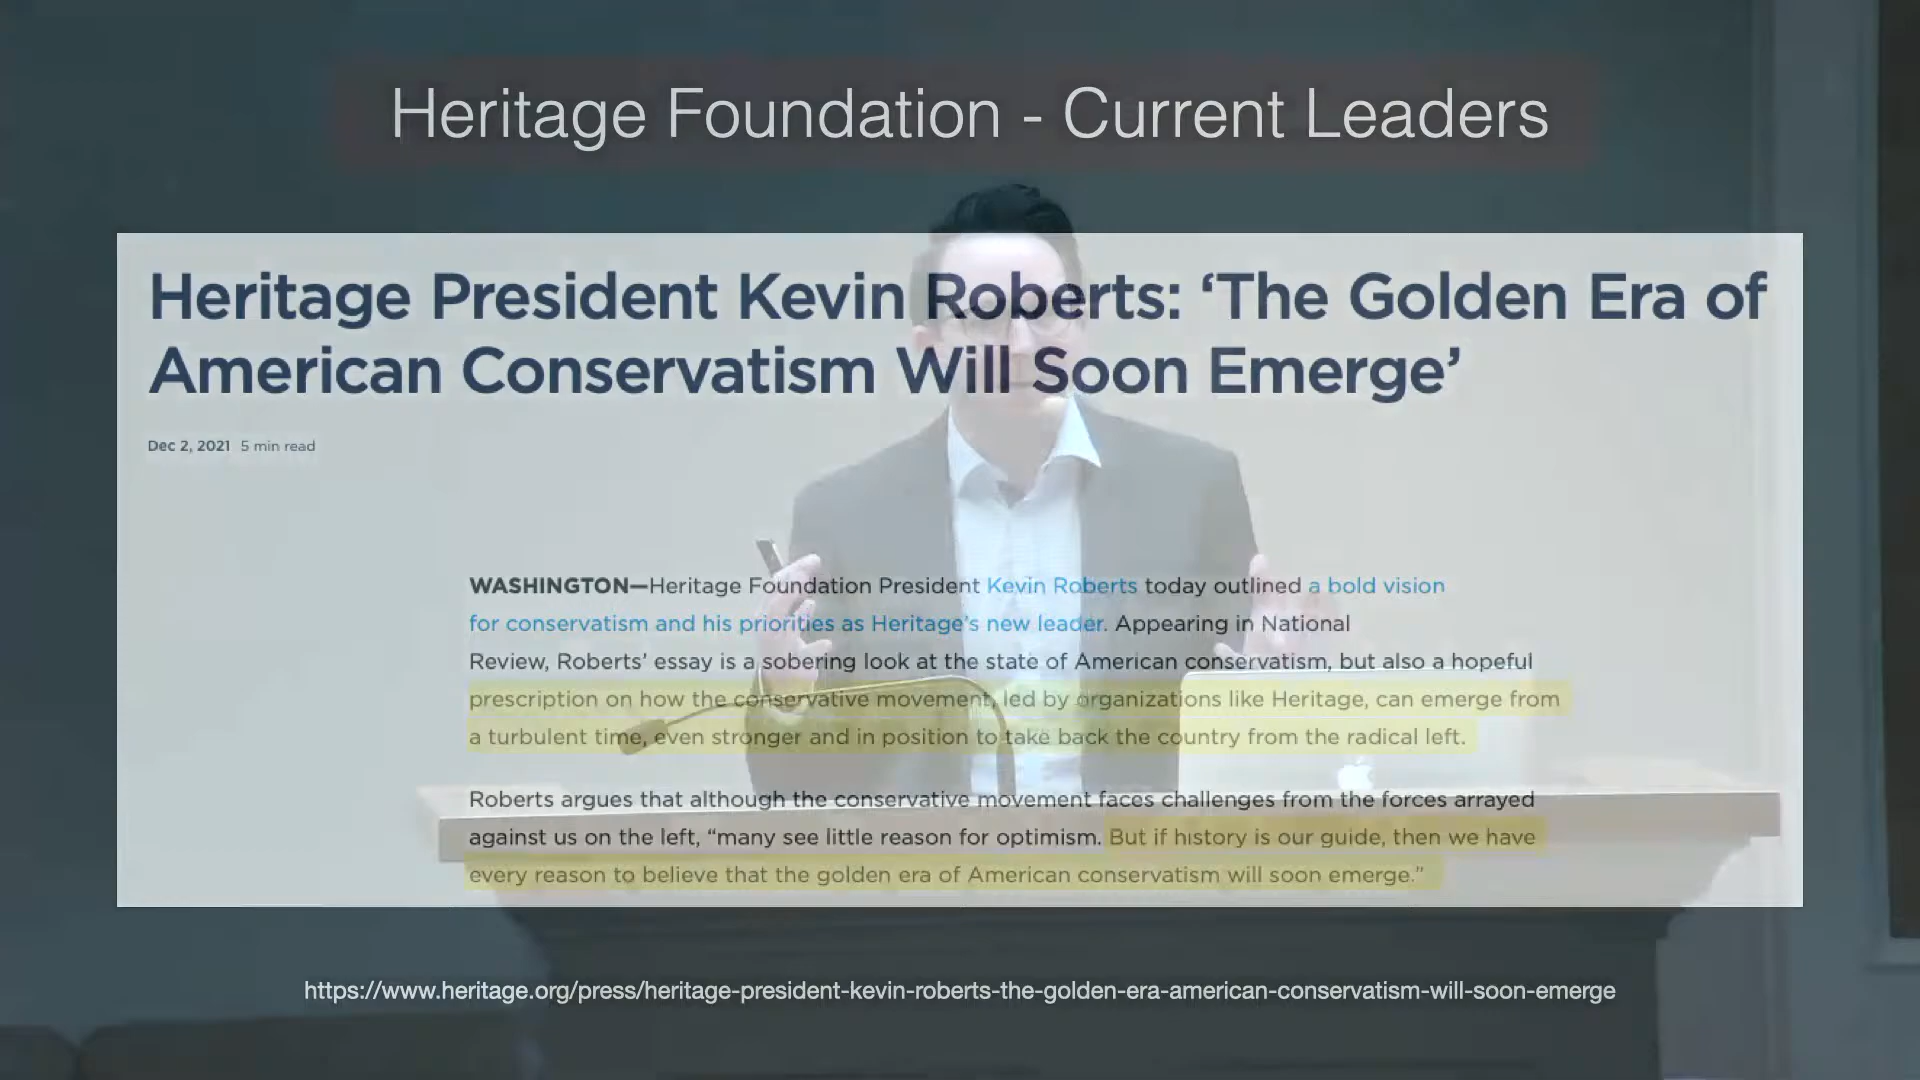 Heritage Foundation - Current Leaders
Heritage President Kevin Roberts: ‘The Golden Era of
American Conservatism Will Soon Emerge’
Dec 2, 2021 5 min read
WASHINGTON—Heritage Foundation President Kevin Roberts today outlined a bold vision
for conservatism and his priorities as Heritage’s new leader. Appearing in National
Review, Roberts’ essay is a sobering look at the state of American conservatism, but also a hopeful
prescription on how the conservative movement, led by organizations like Heritage, can emerge from
a turbulent time, even stronger and in position to take back the country from the radical left.
Roberts argues that although the conservative movement faces challenges from the forces arrayed
against us on the left, “many see little reason for optimism. But if history is our guide, then we have
every reason to believe that the golden era of American conservatism will soon emerge.”
https://www.heritage.org/press/heritage-president-kevin-roberts-the-golden-era-american-conservatism-will-soon-emerge